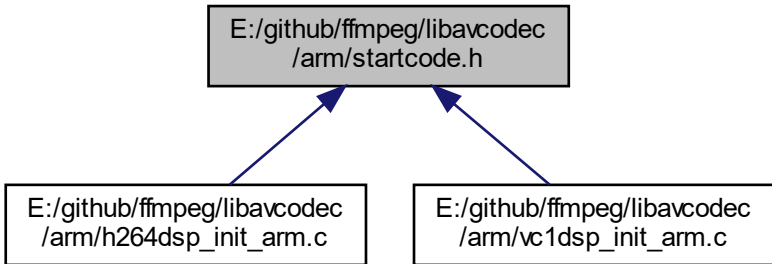 E:/github/ffmpeg/libavcodec
/arm/startcode.h
E:/github/ffmpeg/libavcodec
/arm/h264dsp_init_arm.c
E:/github/ffmpeg/libavcodec
/arm/vc1dsp_init_arm.c